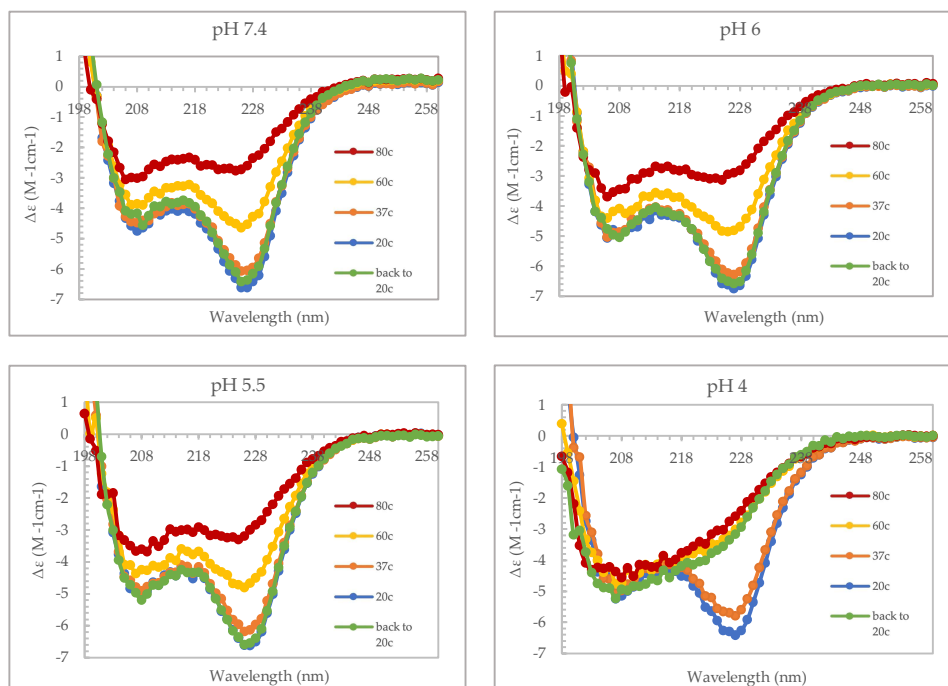 pH 7.4
1
0
-1
-2
-3
-4
-5
-6
-7
198 208 218 228 238 248 258
Δε (M -1cm-1)
Wavelength (nm)
80c
60c
37c
20c
back to
20c
pH 6
1
0
-1
-2
-3
-4
-5
-6
-7
198 208 218 228 238 248 258
Δε (M -1cm-1)
Wavelength (nm)
80c
60c
37c
20c
back to
20c
pH 5.5
1
0
-1
-2
-3
-4
-5
-6
-7
198 208 218 228 238 248 258
Δε (M -1cm-1)
Wavelength (nm)
80c
60c
37c
20c
back to
20c
pH 4
1
0
-1
-2
-3
-4
-5
-6
-7
198 208 218 228 238 248 258
Δε (M -1cm-1)
Wavelength (nm)
80c
60c
37c
20c
back to
20c